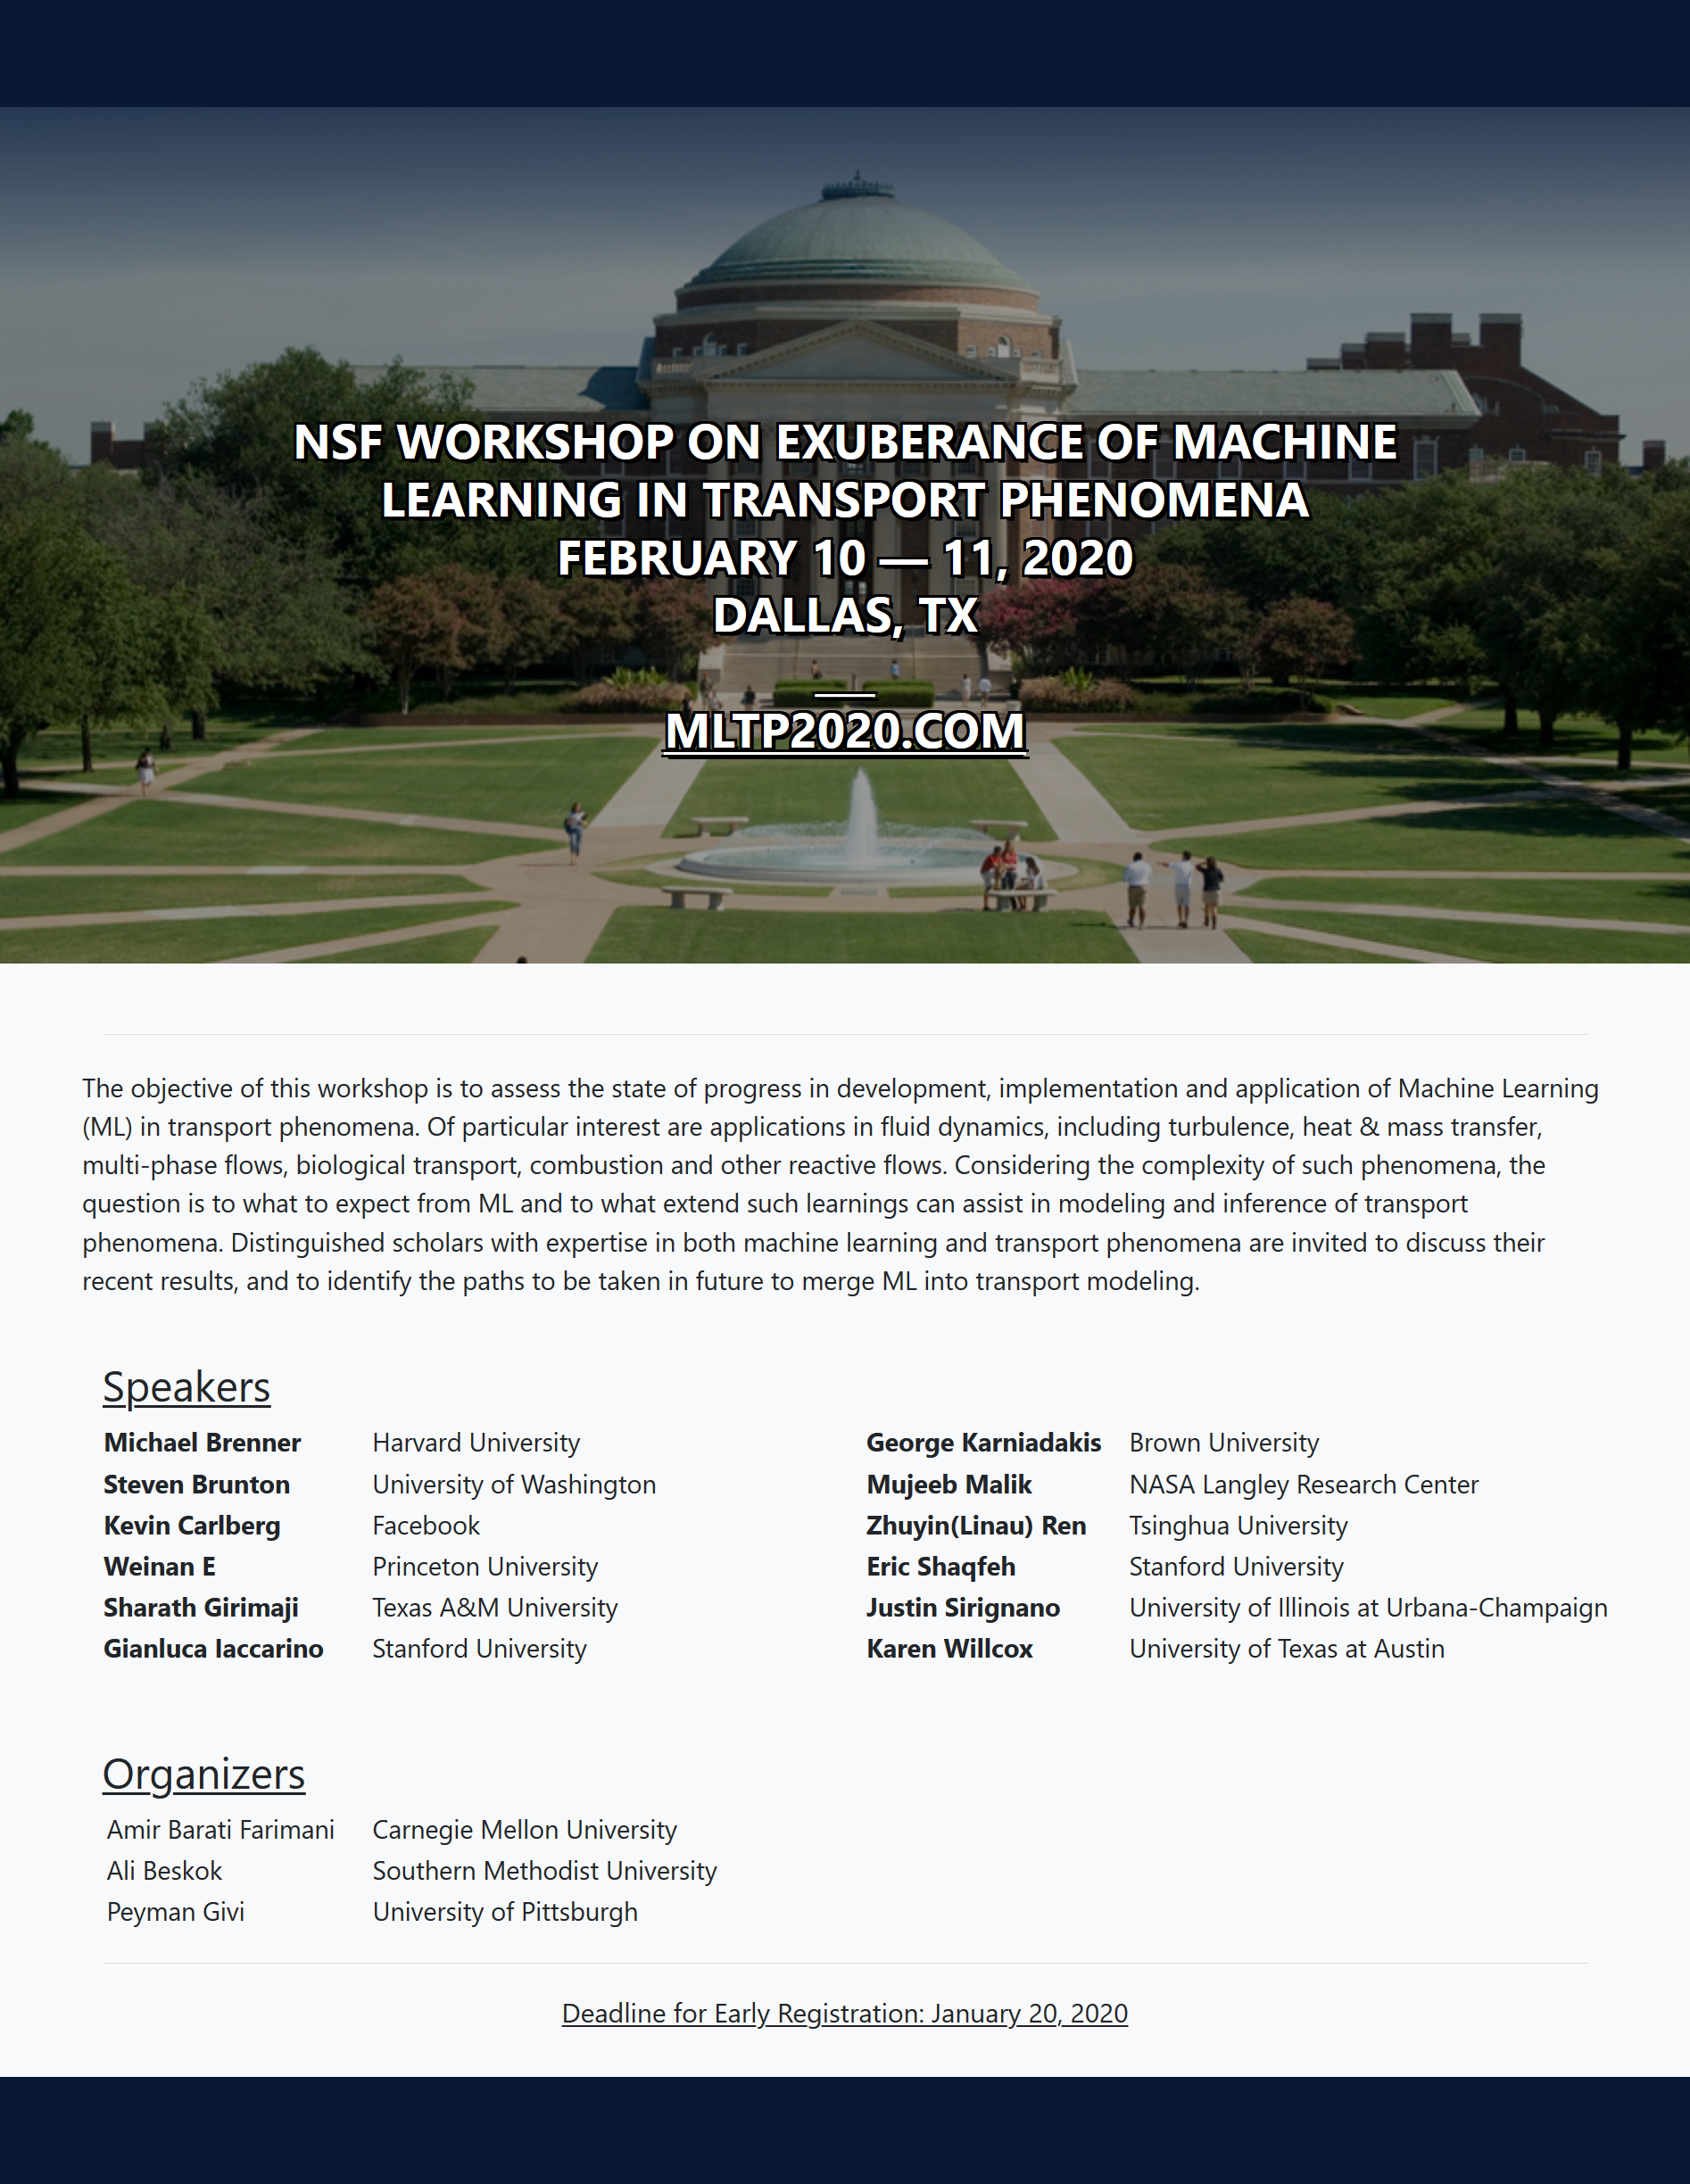 NSF WORKSHOP ON EXUBERANCE OF MACHINE
LEARNING IN TRANSPORT PHENOMENA
FEBRUARY 10 — 11, 2020
DALLAS, TX
MLTP2020.COM
The objective of this workshop is to assess the state of progress in development, implementation and application of Machine Learning
(ML) in transport phenomena. Of particular interest are applications in fluid dynamics, including turbulence, heat & mass transfer,
multi-phase flows, biological transport, combustion and other reactive flows. Considering the complexity of such phenomena, the
question is to what to expect from ML and to what extend such learnings can assist in modeling and inference of transport
phenomena. Distinguished scholars with expertise in both machine learning and transport phenomena are invited to discuss their
recent results, and to identify the paths to be taken in future to merge ML into transport modeling.
Speakers
Michael Brenner Harvard University George Karniadakis Brown University
Steven Brunton University of Washington Mujeeb Malik NASA Langley Research Center
Kevin Carlberg Facebook Zhuyin(Linau) Ren Tsinghua University
Weinan E Princeton University Eric Shaqfeh Stanford University
Sharath Girimaji Texas A&M University Justin Sirignano University of Illinois at Urbana-Champaign
Gianluca Iaccarino Stanford University Karen Willcox University of Texas at Austin
Organizers
Amir Barati Farimani Carnegie Mellon University
Ali Beskok Southern Methodist University
Peyman Givi University of Pittsburgh
Deadline for Early Registration: January 20, 2020